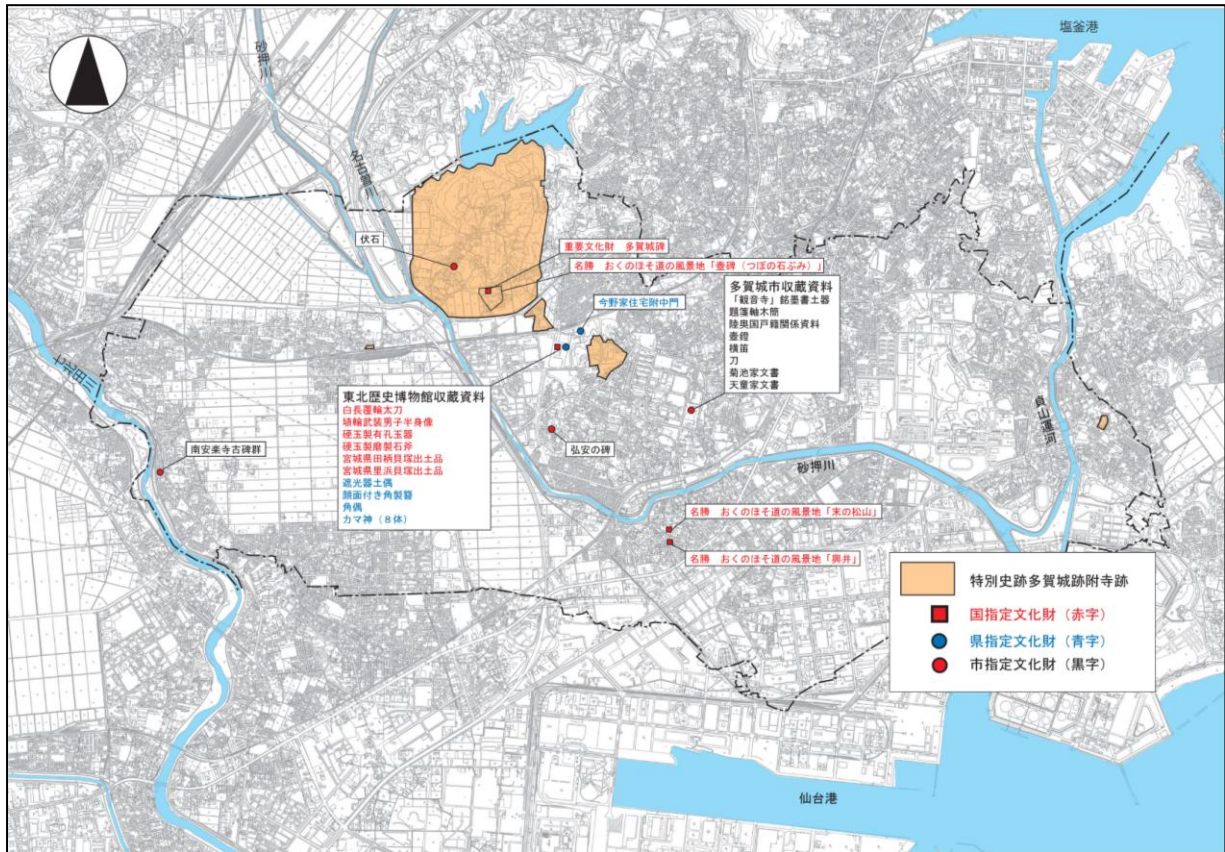 塩釜港
砂押川
名古曽川
伏石
重要文化財　多賀城碑
名勝　おくのほそ道の風景地「壺碑（つぼの石ぶみ）」
今野家住宅附中門
多賀城市収蔵資料
「観音寺」銘墨書土器
題箋軸木簡
陸奥国戸籍関係資料
壺鐙
横笛
刀
菊池家文書
天童家文書
七北田川
東北歴史博物館収蔵資料
白長覆輪太刀
埴輪武装男子半身像
硬玉製有孔玉器
硬玉製磨製石斧
宮城県田柄貝塚出土品
宮城県里浜貝塚出土品
遮光器土偶
顔面付き角製簪
角偶
カマ神（８体）
貞山運河
南安楽寺古碑群
弘安の碑
砂押川
名勝　おくのほそ道の風景地「末の松山」
名勝　おくのほそ道の風景地「興井」
特別史跡多賀城跡附寺跡
国指定文化財（赤字）
県指定文化財（青字）
市指定文化財（黒字）
仙台港